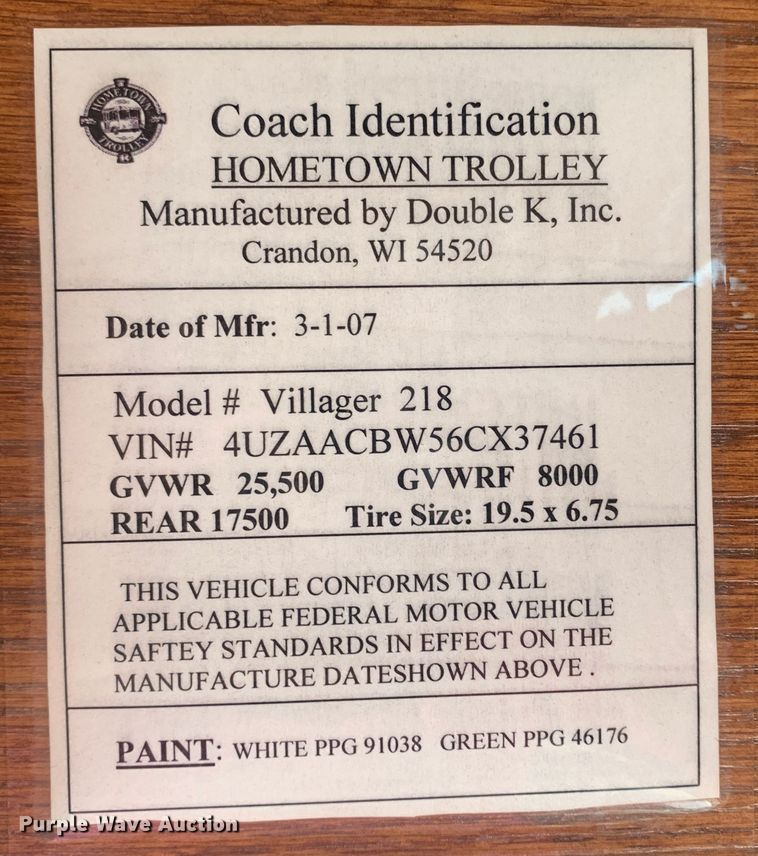 HOMETOWN
TROLLEY
Coach Identification
HOMETOWN TROLLEY
Manufactured by Double K, Inc.
Crandon, WI 54520
Date of Mfr: 3-1-07
Model # Villager 218
VIN# 4UZAACBW56CX37461
GVWR 25,500 GVWRF 8000
REAR 17500 Tire Size: 19.5 x 6.75
THIS VEHICLE CONFORMS TO ALL
APPLICABLE FEDERAL MOTOR VEHICLE
SAFTEY STANDARDS IN EFFECT ON THE
MANUFACTURE DATESHOWN ABOVE .
PAINT: WHITE PPG 91038 GREEN PPG 46176
Purple Wave Auction